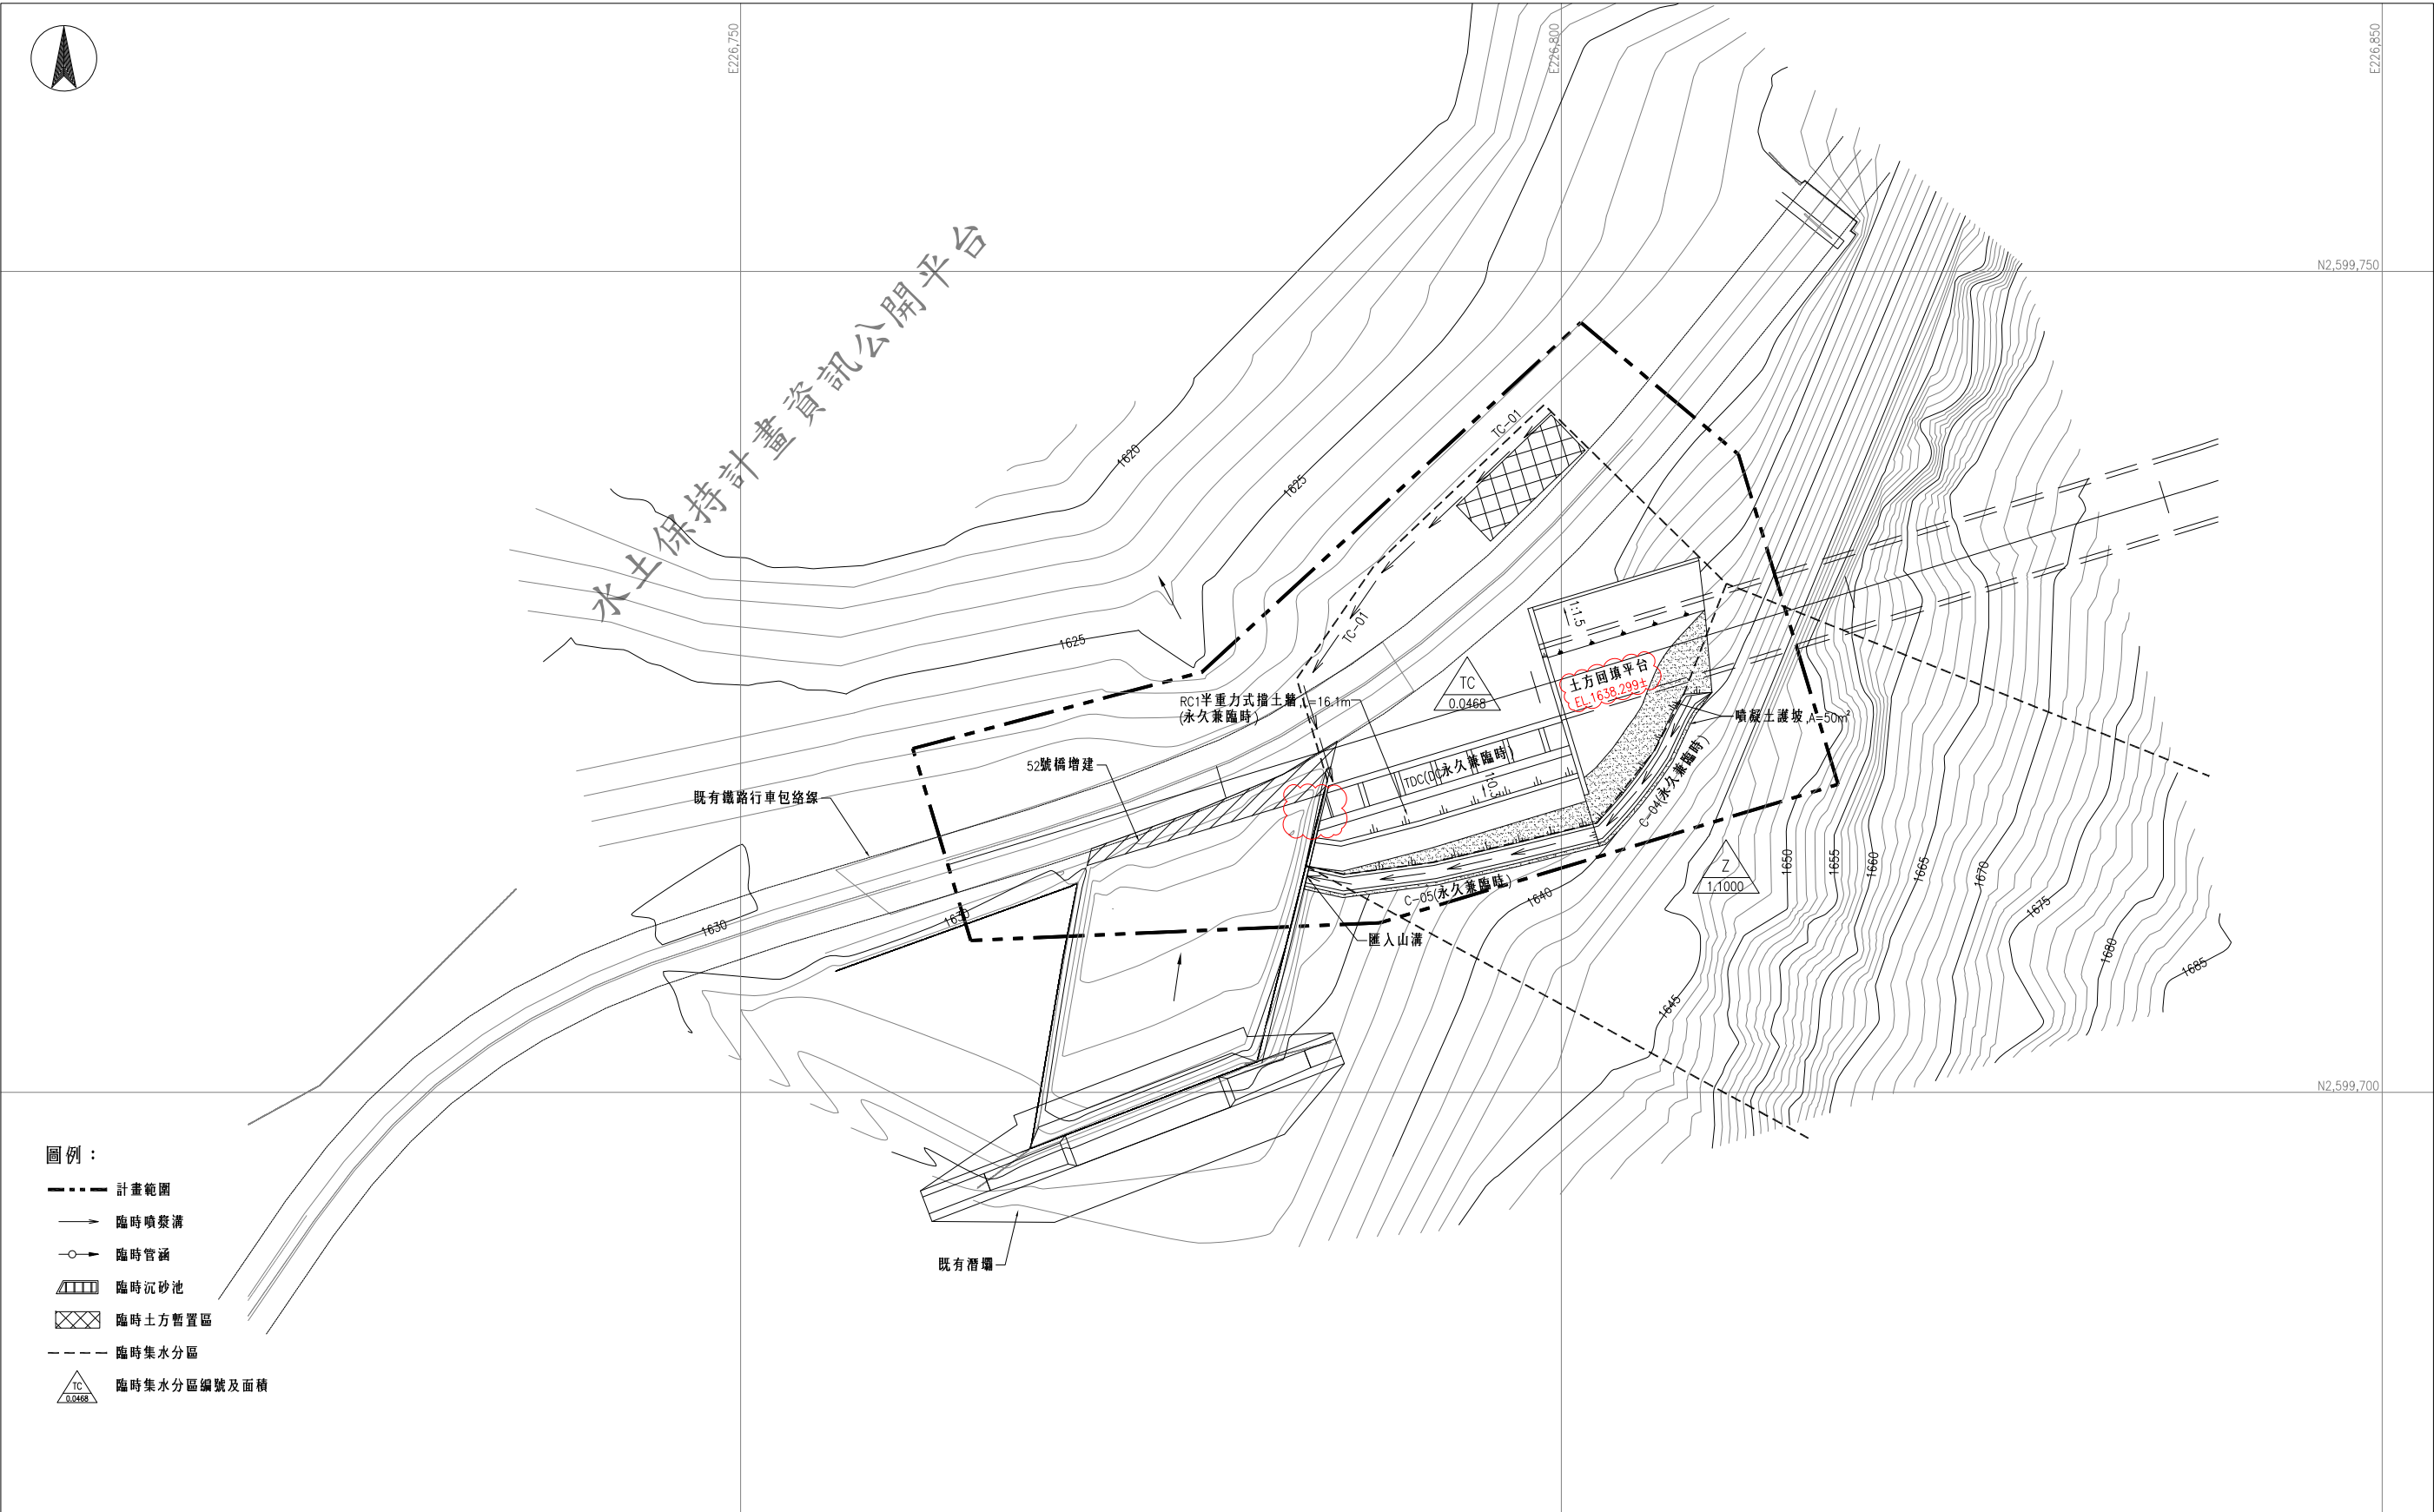 E226,750
E226,800
E226,850
N2,599,750
水土保持計畫資訊公開平台
1620
1625
TC-01
1625
TC-01
1:1.5
土方回填平台
EL.1638.299±
TC
0.0468
RC1半重力式擋土牆,L=16.1m
(永久兼臨時)
噴凝土護坡,A=50m²
52號橋增建
TDC(DC永久兼臨時)
1:0.3
既有鐵路行車包絡線
C-04(永久兼臨時)
C-05(永久兼臨時)
匯入山溝
Z
1.1000
1630
1630
1640
1645
1650
1655
1660
1665
1670
1675
1680
1685
N2,599,700
既有潛壩
圖例：
計畫範圍
臨時噴漿溝
臨時管涵
臨時沉砂池
臨時土方暫置區
臨時集水分區
TC
0.0468
臨時集水分區編號及面積